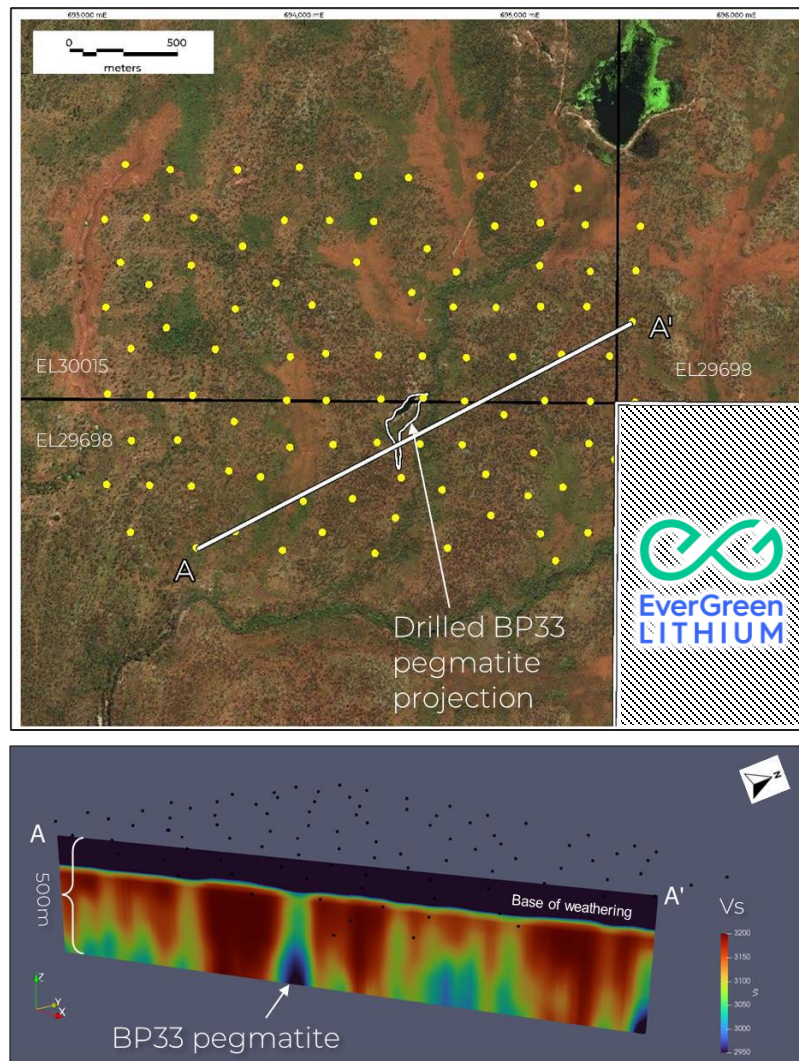 693,000 mE
694,000 mE
695,000 mE
696,000 mE
0 500
meters
A'
EL30015
EL29698
EL29698
A
Drilled BP33
pegmatite
projection
EverGreen
LITHIUM
N
A
500m
Base of weathering
A'
Vs
3200
3150
3100
3050
3000
2950
Vs
Z
Y
X
BP33 pegmatite